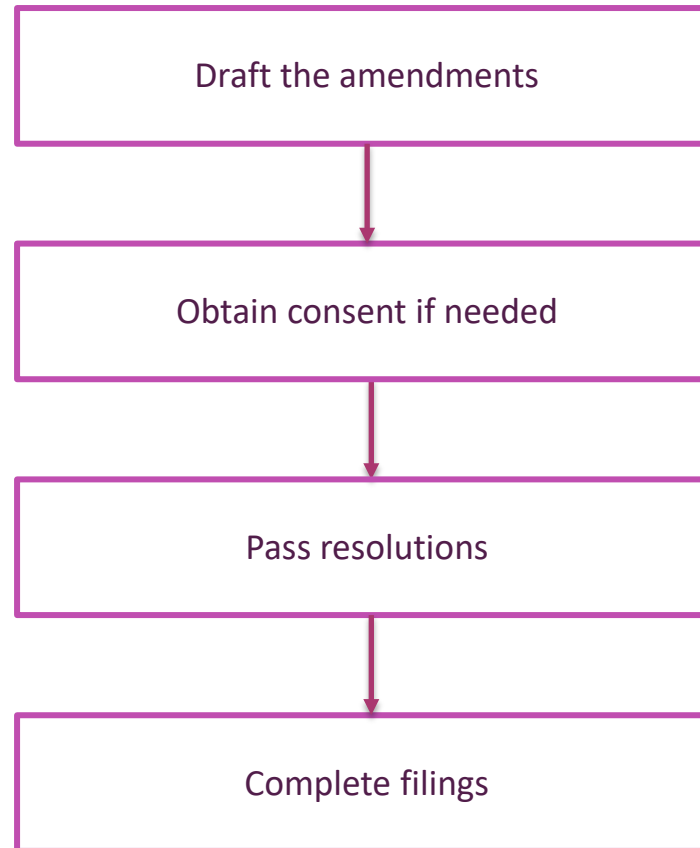 Draft the amendments
Obtain consent if needed
Pass resolutions
Complete filings